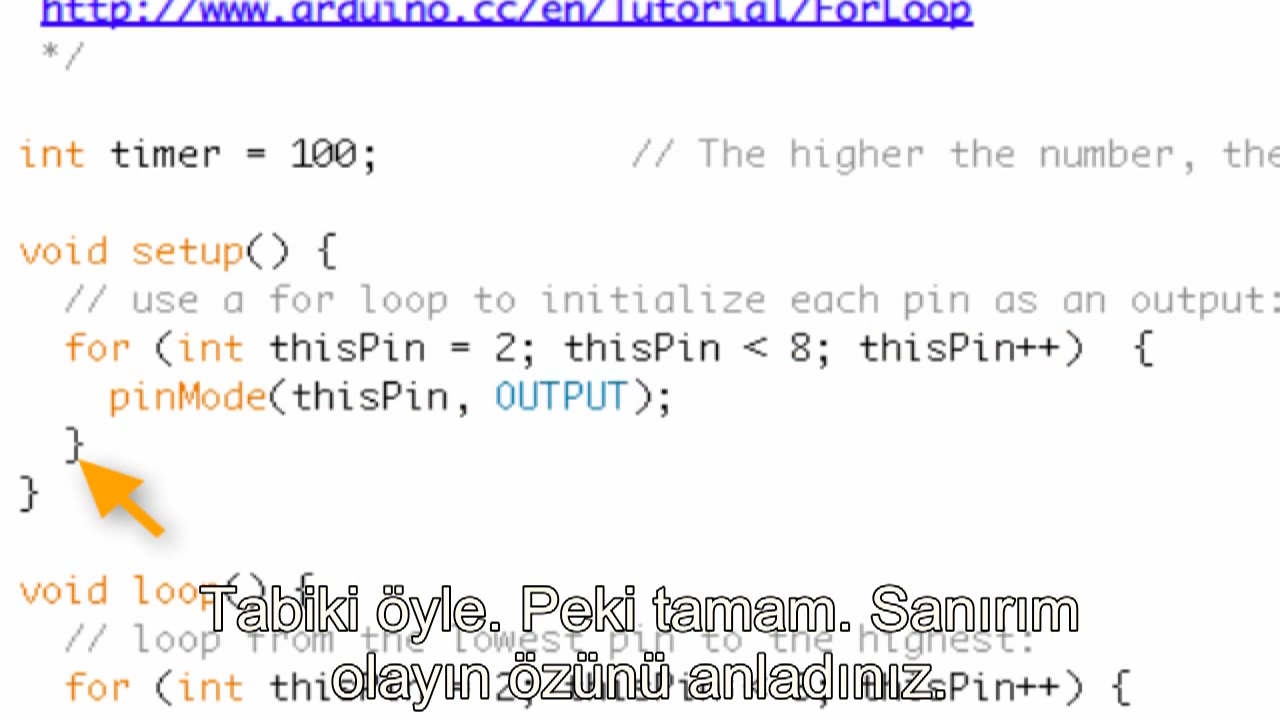 http://www.arduino.cc/en/Tutorial/ForLoop
*/
int timer = 100; // The higher the number, the
void setup() {
// use a for loop to initialize each pin as an output:
for (int thisPin = 2; thisPin < 8; thisPin++) {
pinMode(thisPin, OUTPUT);
}
}
void loop() {
// loop from the lowest pin to the highest:
for (int thisPin = 2; thisPin < 8; thisPin++) {
Tabiki öyle. Peki tamam. Sanırım
olayın özünü anladınız.